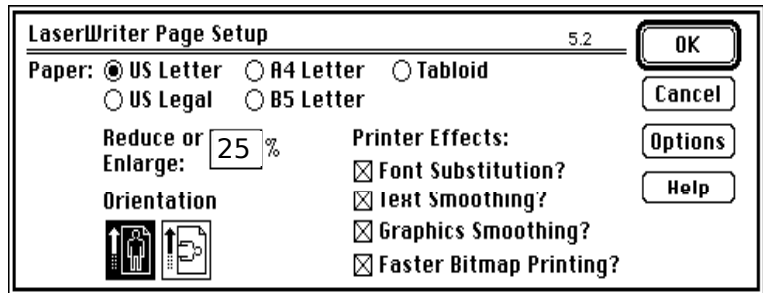 LaserWriter Page Setup 5.2 OK
Paper: US Letter A4 Letter Tabloid
US Legal B5 Letter Cancel
Reduce or 25 % Printer Effects: Options
Enlarge: Font Substitution?
Orientation Text Smoothing? Help
Graphics Smoothing?
Faster Bitmap Printing?